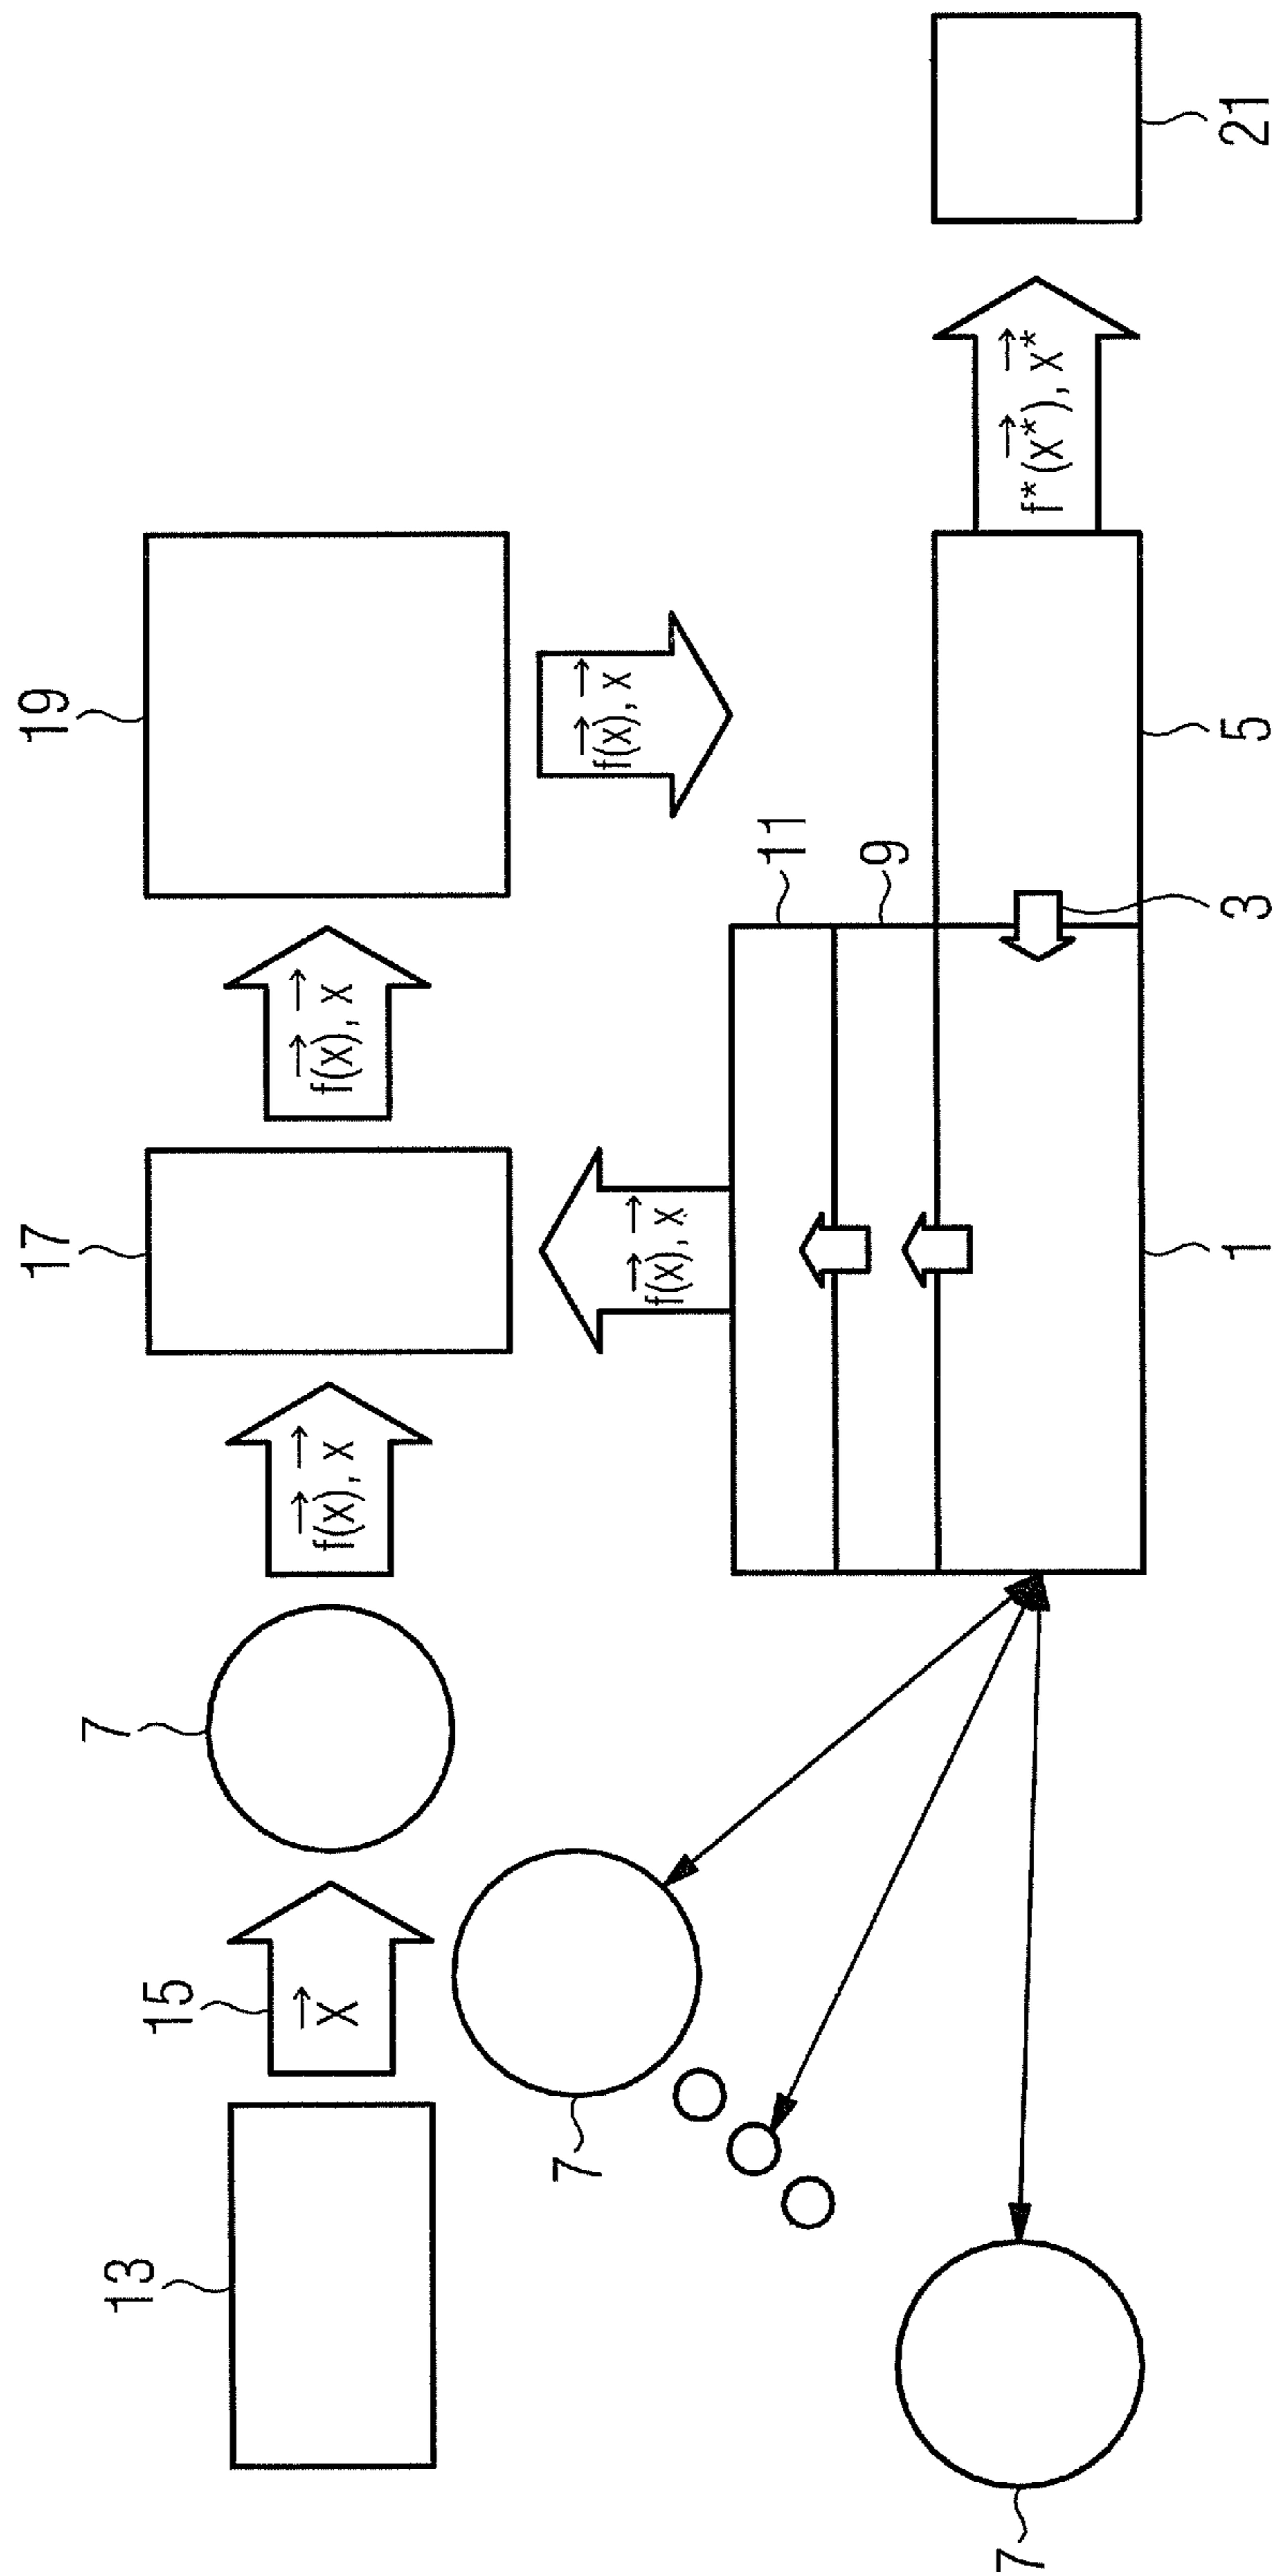 13
15
7
17
19
X⃗
f(x⃗), x⃗
f(x⃗), x⃗
7
f(x⃗), x⃗
f(x⃗), x⃗
11
9
f*(x⃗*), x⃗*
7
1
3
5
21